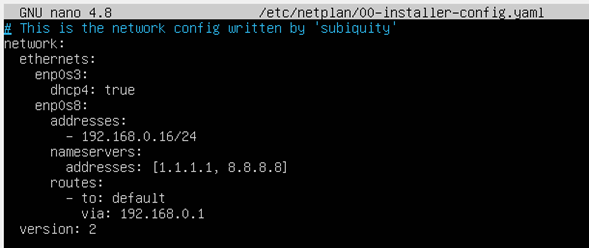 GNU nano 4.8 /etc/netplan/00-installer-config.yaml
# This is the network config written by 'subiquity'
network:
  ethernets:
    enp0s3:
      dhcp4: true
    enp0s8:
      addresses:
        - 192.168.0.16/24
      nameservers:
        addresses: [1.1.1.1, 8.8.8.8]
      routes:
        - to: default
          via: 192.168.0.1
  version: 2